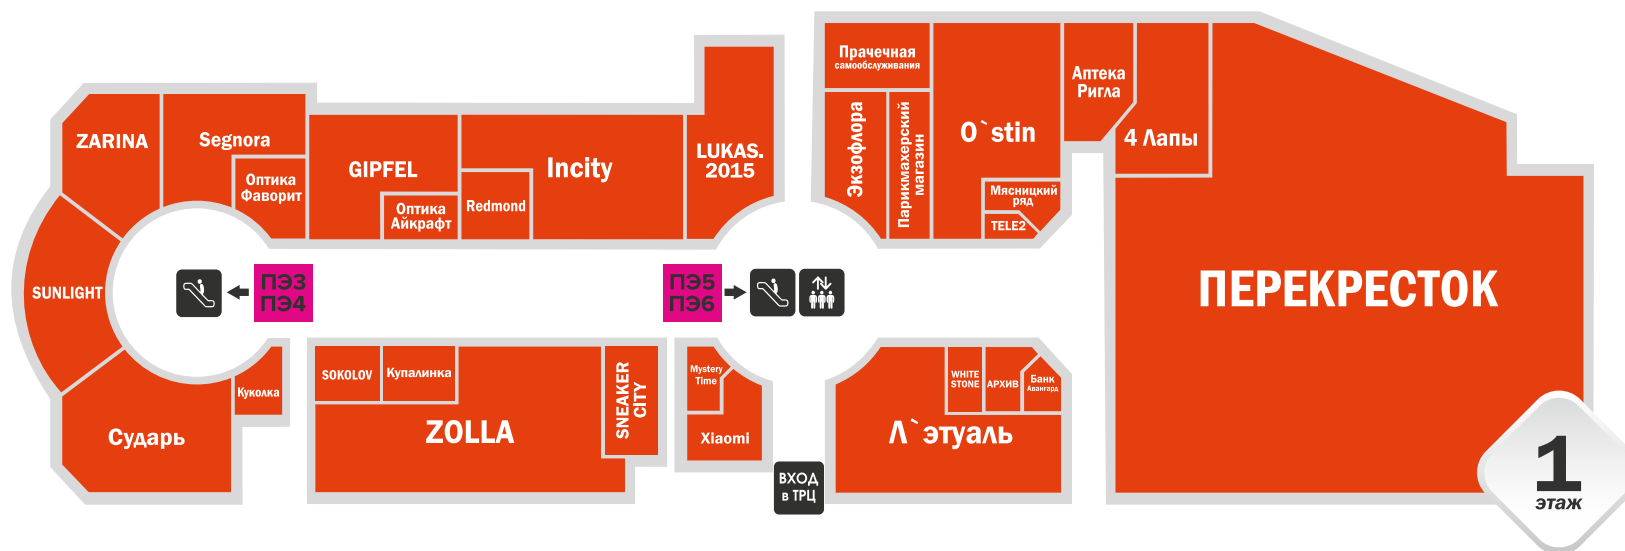 ZARINA
Segnora
Оптика
Фаворит
GIPFEL
Оптика
Айкрафт
Incity
Redmond
LUKAS.
2015
Прачечная
самообслуживания
Экзофлора
Парикмахерский
магазин
O`stin
Мясницкий
ряд
TELE2
Аптека
Ригла
4 Лапы
ПЕРЕКРЕСТОК
SUNLIGHT
ПЭ3
ПЭ4
ПЭ5
ПЭ6
Сударь
Куколка
SOKOLOV
Купалинка
ZOLLA
SNEAKER
CITY
Mystery
Time
Xiaomi
ВХОД
в ТРЦ
Л`этуаль
WHITE
STONE
АРХИВ
Банк
Авангард
1
этаж